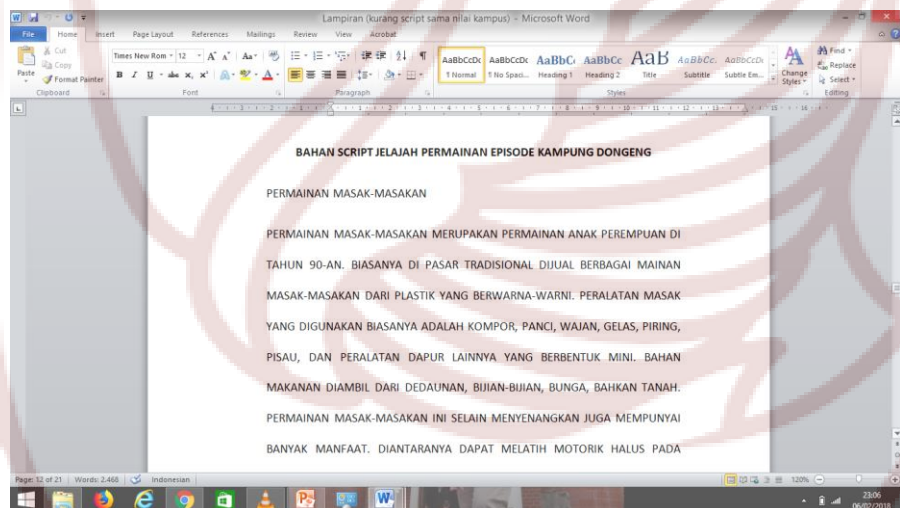 Lampiran (kurang script sama nilai kampus) - Microsoft Word
File Home Insert Page Layout References Mailings Review View Acrobat
Cut
Copy
Format Painter
Paste
Clipboard
Times New Rom 12
Font
Paragraph
AaBbCcDc AaBbCcDc AaBbC AaBbCc AaB AaBbCc. AaBbCcDc
¶ Normal ¶ No Spaci... Heading 1 Heading 2 Title Subtitle Subtle Em...
Styles
Change Styles
Find
Replace
Select
Editing
BAHAN SCRIPT JELAJAH PERMAINAN EPISODE KAMPUNG DONGENG
PERMAINAN MASAK-MASAKAN
PERMAINAN MASAK-MASAKAN MERUPAKAN PERMAINAN ANAK PEREMPUAN DI
TAHUN 90-AN. BIASANYA DI PASAR TRADISIONAL DIJUAL BERBAGAI MAINAN
MASAK-MASAKAN DARI PLASTIK YANG BERWARNA-WARNI. PERALATAN MASAK
YANG DIGUNAKAN BIASANYA ADALAH KOMPOR, PANCI, WAJAN, GELAS, PIRING,
PISAU, DAN PERALATAN DAPUR LAINNYA YANG BERBENTUK MINI. BAHAN
MAKANAN DIAMBIL DARI DEDAUNAN, BIJIAN-BIJIAN, BUNGA, BAHKAN TANAH.
PERMAINAN MASAK-MASAKAN INI SELAIN MENYENANGKAN JUGA MEMPUNYAI
BANYAK MANFAAT. DIANTARANYA DAPAT MELATIH MOTORIK HALUS PADA
Page: 12 of 21 Words: 2.468 Indonesian 120%
23:06
06/02/2018